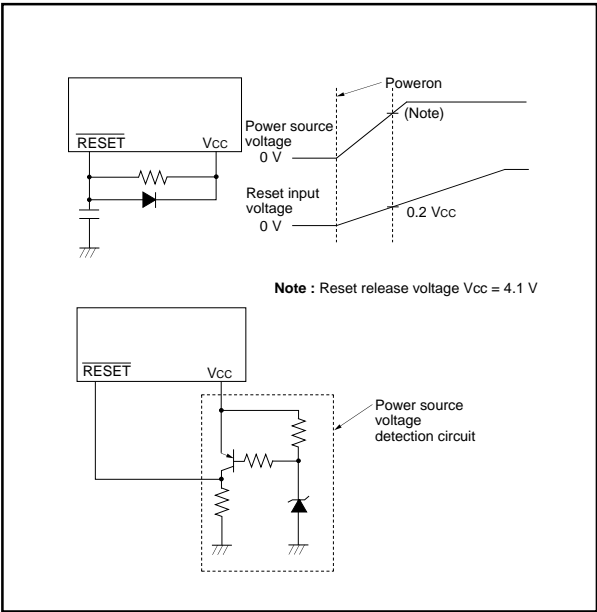 Poweron
(Note)
RESET
VCC
Power source
voltage
0 V
Reset input
voltage
0 V
0.2 VCC
Note : Reset release voltage Vcc = 4.1 V
RESET
VCC
Power source
voltage
detection circuit